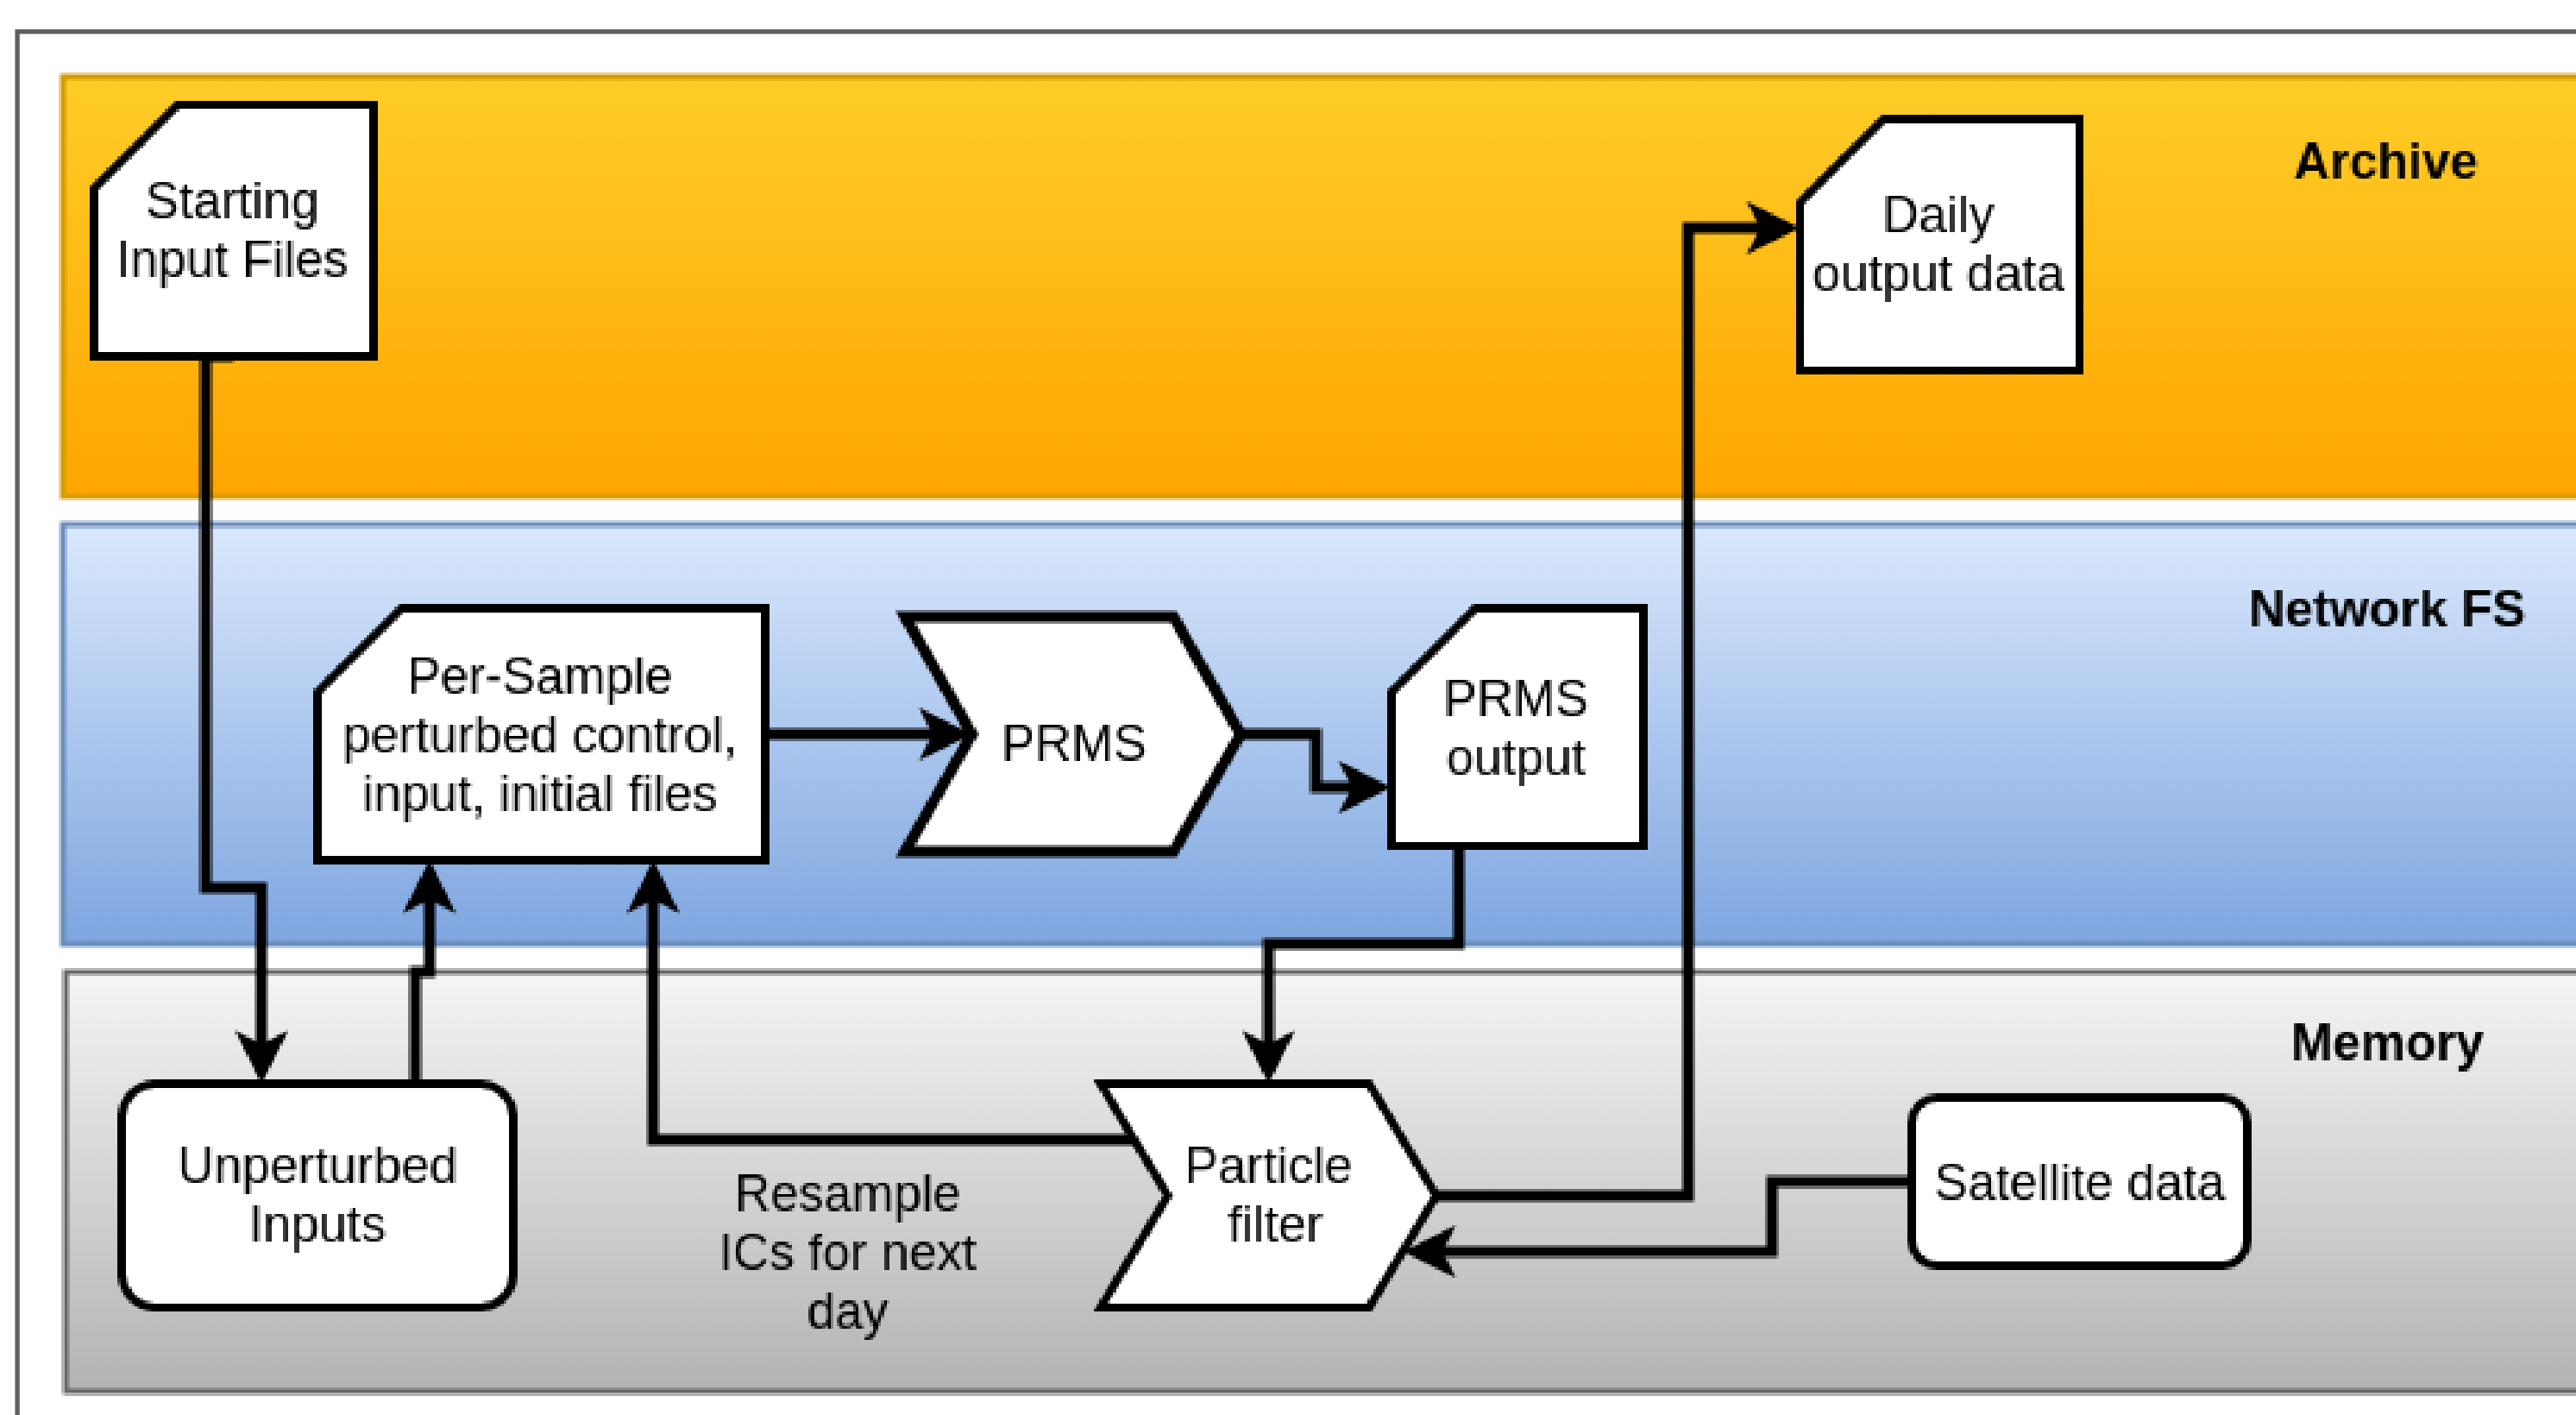 Starting
Input Files
Daily
output data
Archive
Per-Sample
perturbed control,
input, initial files
PRMS
PRMS
output
Network FS
Unperturbed
Inputs
Resample
ICs for next
day
Particle
filter
Satellite data
Memory